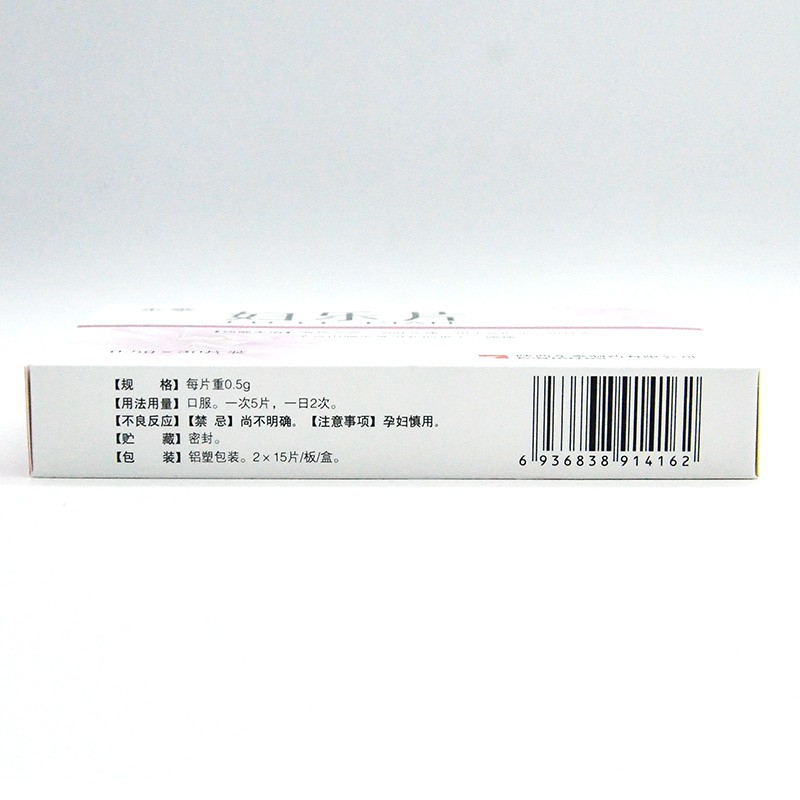 妇乐片
【规　　格】每片重0.5g
【用法用量】口服。一次5片，一日2次。
【不良反应】【禁 忌】尚不明确。【注意事项】孕妇慎用。
【贮　　藏】密封。
【包　　装】铝塑包装。2×15片/板/盒。
6 936838 914162